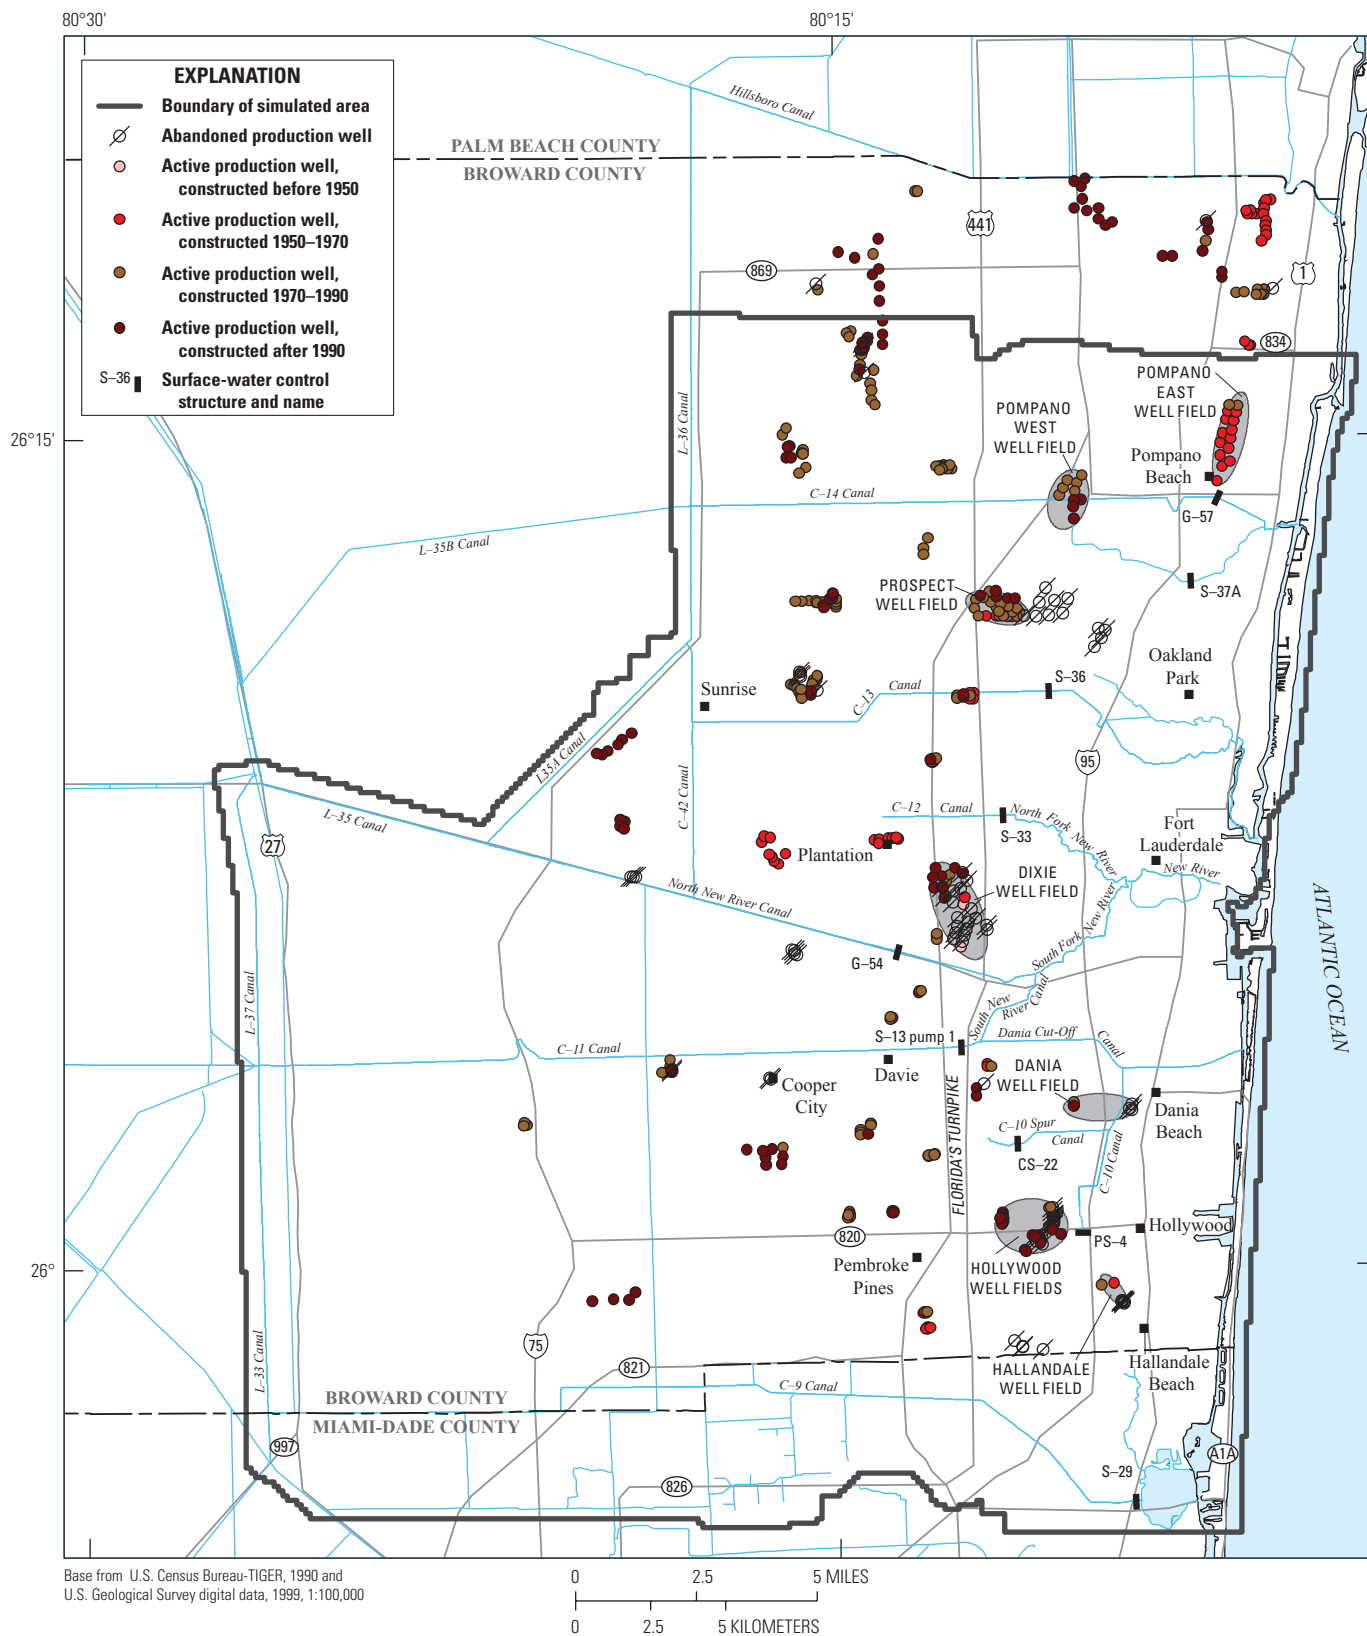 80°30'
80°15'
EXPLANATION
Boundary of simulated area
Abandoned production well
Active production well,
constructed before 1950
Active production well,
constructed 1950–1970
Active production well,
constructed 1970–1990
Active production well,
constructed after 1990
S–36
Surface-water control
structure and name
Hillsboro Canal
PALM BEACH COUNTY
BROWARD COUNTY
441
869
1
834
POMPANO
EAST
WELL FIELD
POMPANO
WEST
WELL FIELD
L–36 Canal
26°15'
Pompano
Beach
C–14 Canal
G–57
L–35B Canal
PROSPECT
WELL FIELD
S–37A
Oakland
Park
S–36
Sunrise
C–13
Canal
L35A Canal
95
C–42 Canal
C–12
Canal
North Fork New River
S–33
Fort
Lauderdale
L–35 Canal
27
Plantation
New River
DIXIE
WELL FIELD
North New River Canal
ATLANTIC OCEAN
South Fork New River
G–54
L–37 Canal
South New
River Canal
S–13 pump 1
Dania Cut-Off
Canal
C–11 Canal
Davie
DANIA
WELL FIELD
Cooper
City
Dania
Beach
FLORIDA'S TURNPIKE
C–10 Spur
Canal
CS–22
C–10 Canal
820
PS–4
Hollywood
Pembroke
Pines
HOLLYWOOD
WELL FIELDS
26°
75
L–33 Canal
821
HALLANDALE
WELL FIELD
Hallandale
Beach
C–9 Canal
BROWARD COUNTY
MIAMI-DADE COUNTY
997
A1A
S–29
826
Base from U.S. Census Bureau-TIGER, 1990 and
U.S. Geological Survey digital data, 1999, 1:100,000
0 2.5 5 MILES
0 2.5 5 KILOMETERS